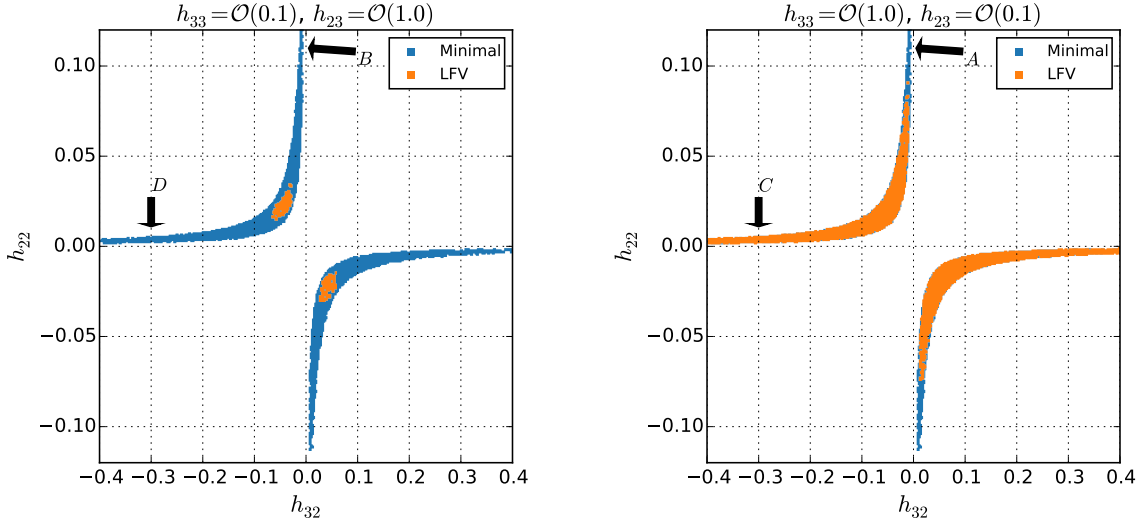 h₃₃=𝒪(0.1), h₂₃=𝒪(1.0)
Minimal
LFV
B
D
0.10
0.05
0.00
−0.05
−0.10
h₂₂
−0.4 −0.3 −0.2 −0.1 0.0 0.1 0.2 0.3 0.4
h₃₂
h₃₃=𝒪(1.0), h₂₃=𝒪(0.1)
Minimal
LFV
A
C
0.10
0.05
0.00
−0.05
−0.10
h₂₂
−0.4 −0.3 −0.2 −0.1 0.0 0.1 0.2 0.3 0.4
h₃₂